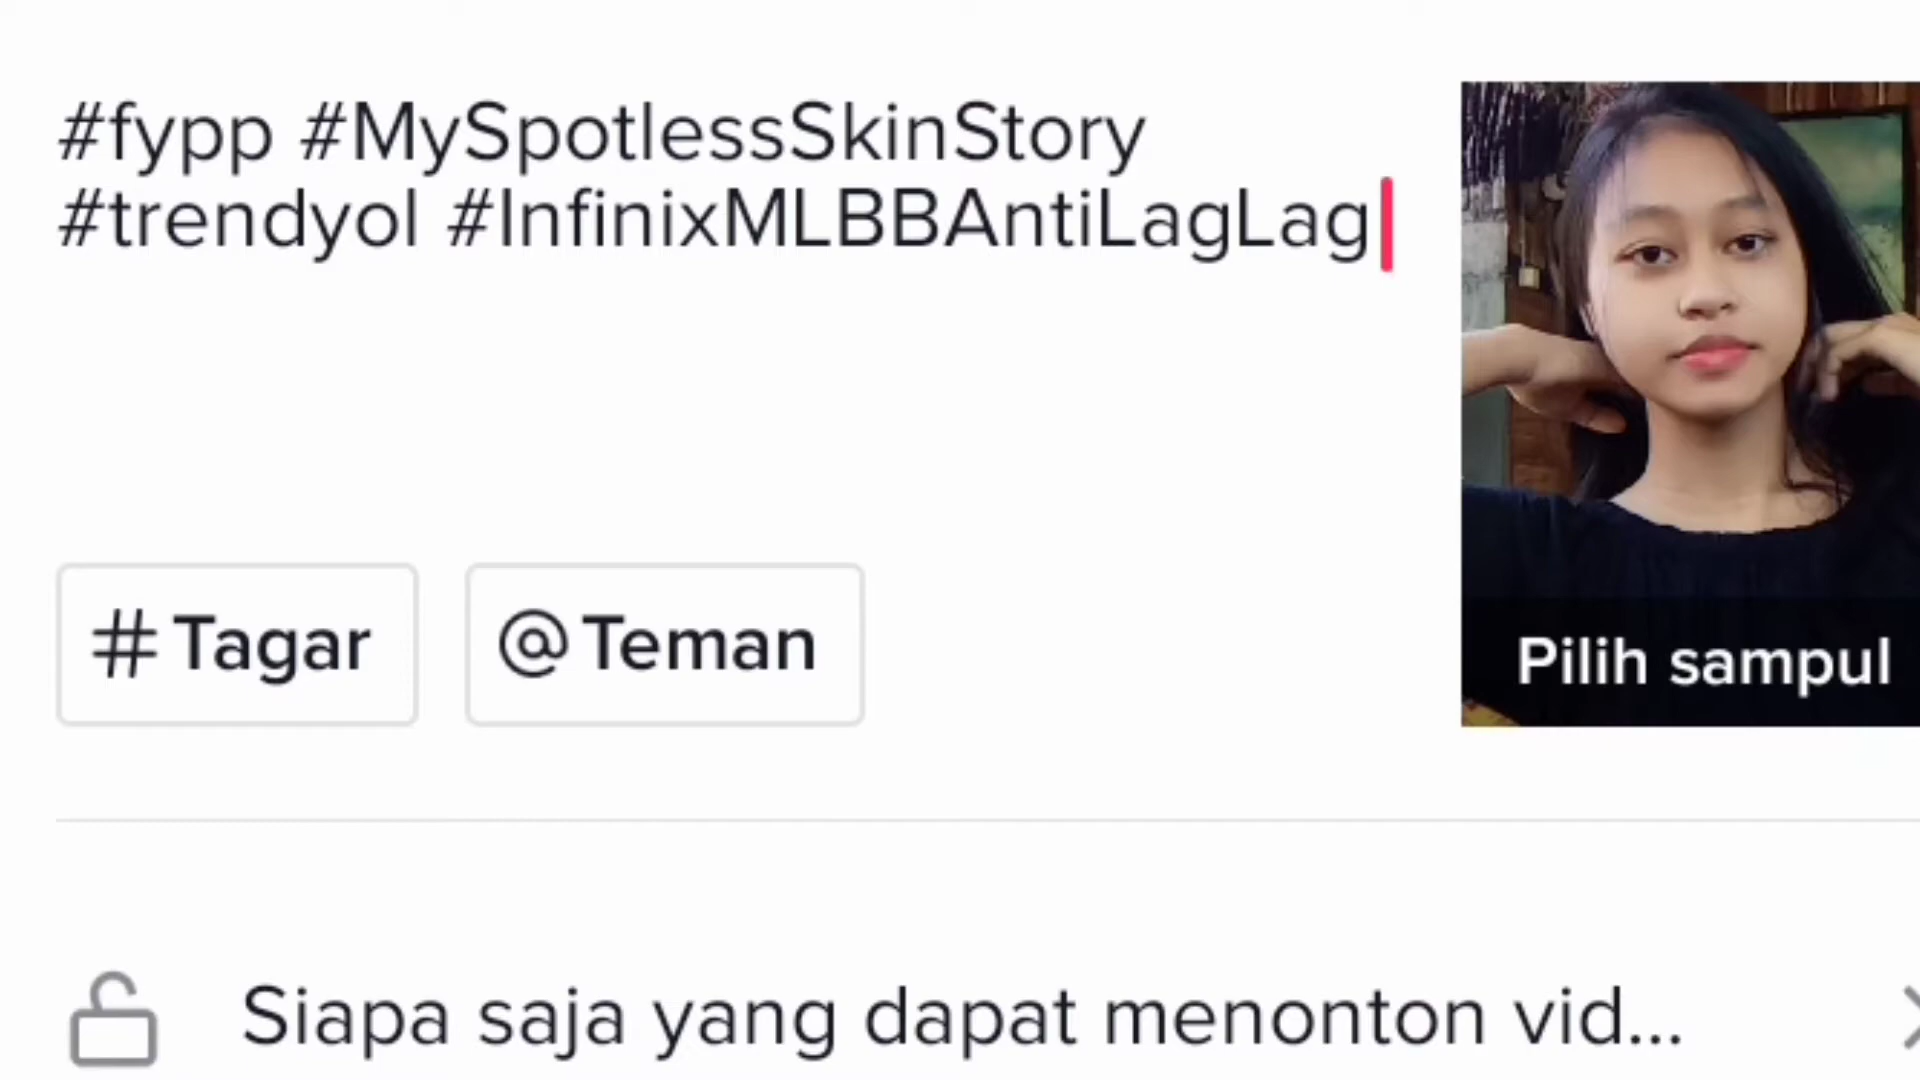 #fypp #MySpotlessSkinStory
#trendyol #InfinixMLBBAntiLagLag
# Tagar
@ Teman
Pilih sampul
Siapa saja yang dapat menonton vid...